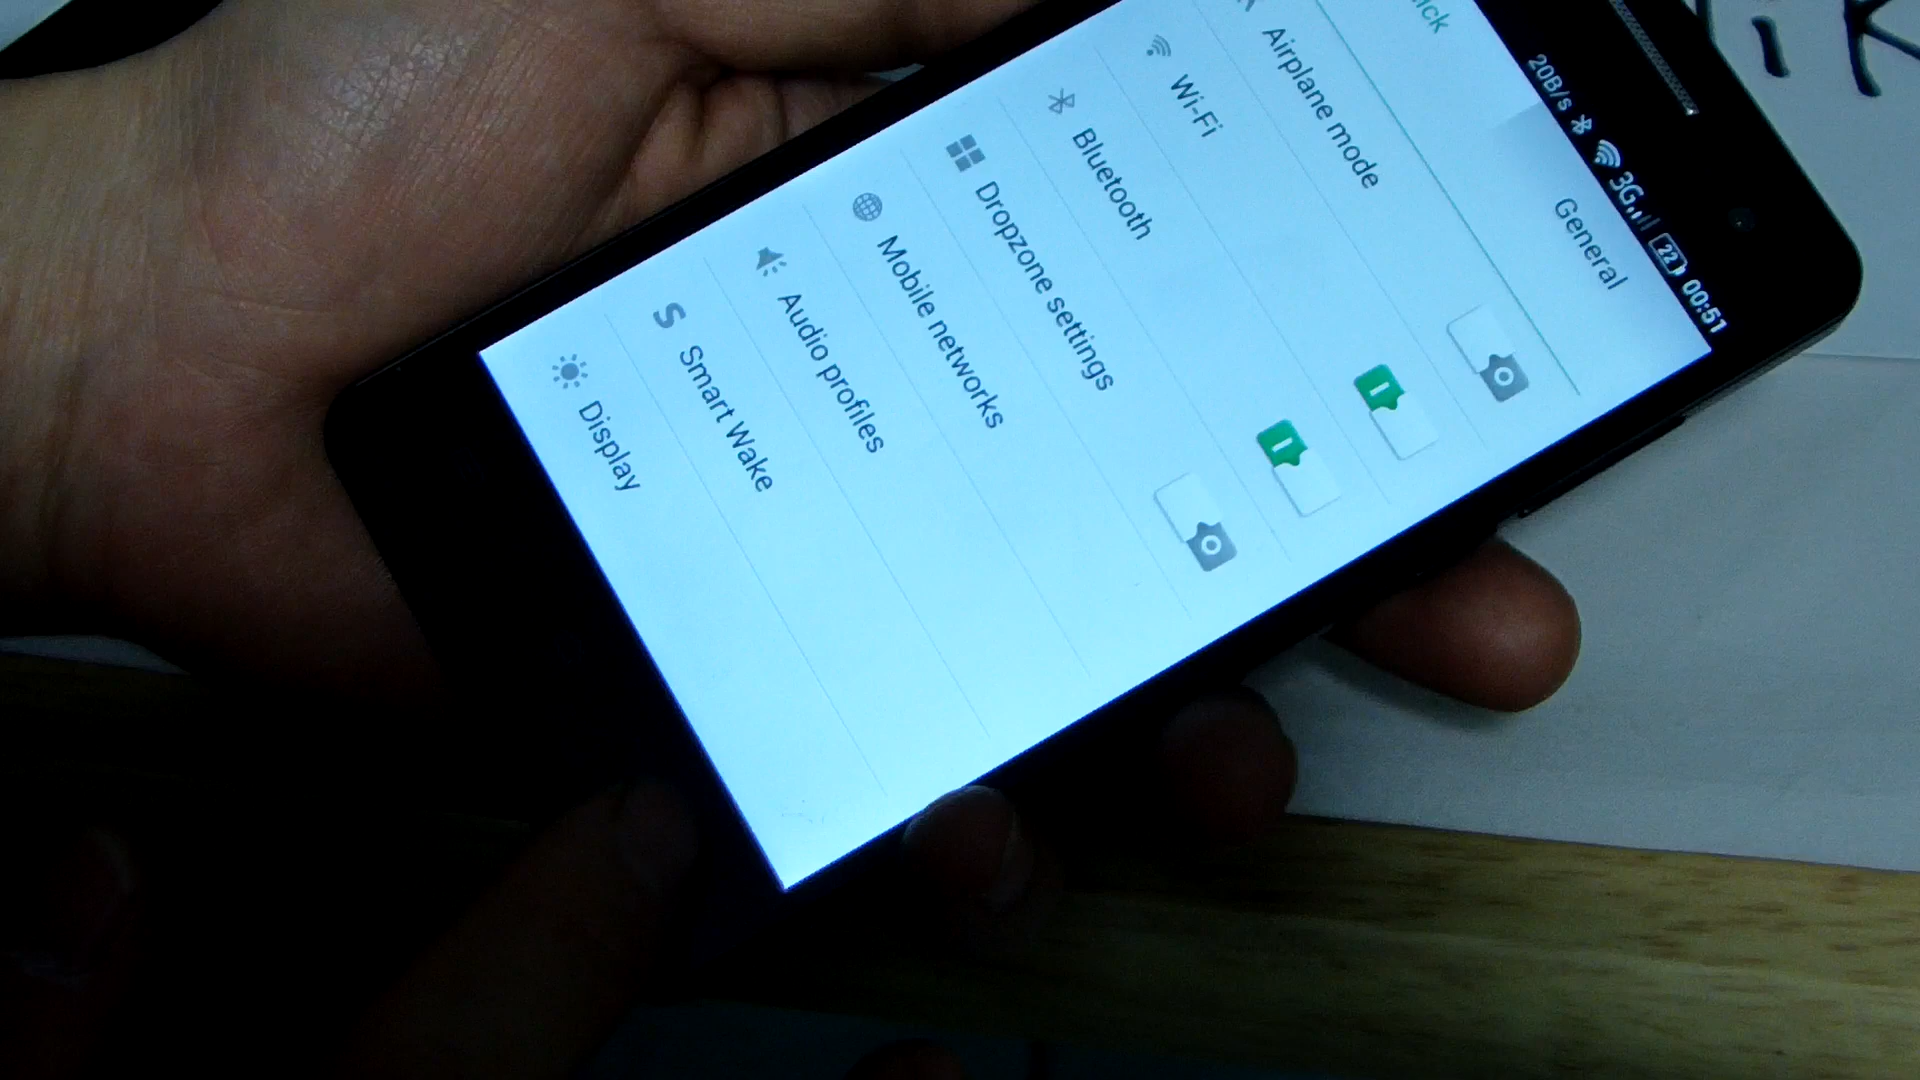 20B/s 3G 22 00:51
General
Airplane mode
Wi-Fi
Bluetooth
Dropzone settings
Mobile networks
Audio profiles
Smart Wake
Display